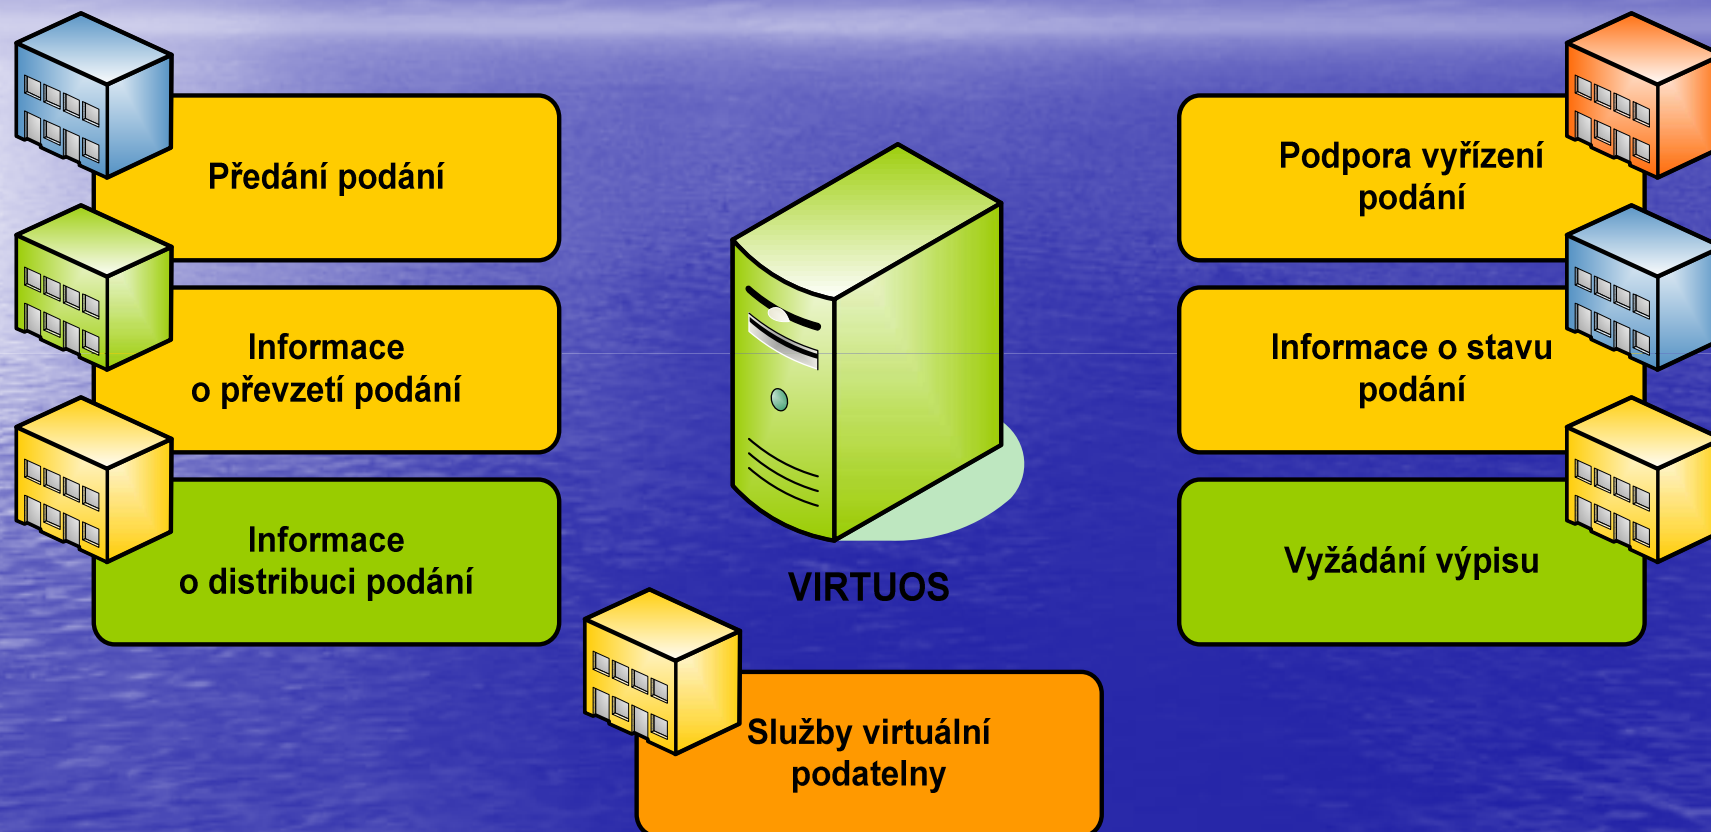 Předání podání
Informace
o převzetí podání
Informace
o distribuci podání
VIRTUOS
Služby virtuální
podatelny
Podpora vyřízení
podání
Informace o stavu
podání
Vyžádání výpisu